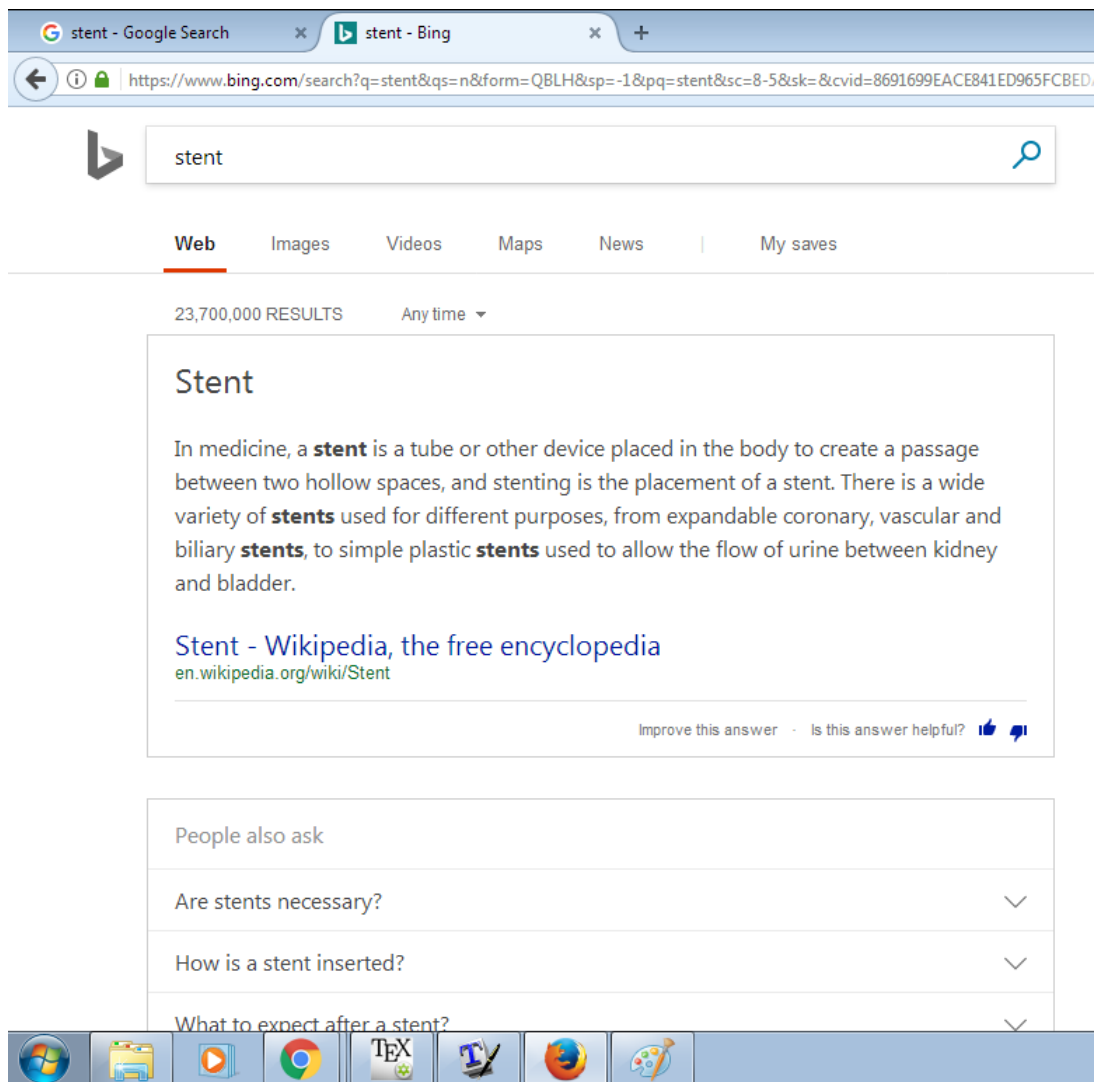 stent - Google Search
stent - Bing
https://www.bing.com/search?q=stent&qs=n&form=QBLH&sp=-1&pq=stent&sc=8-5&sk=&cvid=8691699EACE841ED965FCBED
stent
Web Images Videos Maps News | My saves
23,700,000 RESULTS Any time
Stent
In medicine, a stent is a tube or other device placed in the body to create a passage
between two hollow spaces, and stenting is the placement of a stent. There is a wide
variety of stents used for different purposes, from expandable coronary, vascular and
biliary stents, to simple plastic stents used to allow the flow of urine between kidney
and bladder.
Stent - Wikipedia, the free encyclopedia
en.wikipedia.org/wiki/Stent
Improve this answer · Is this answer helpful?
People also ask
Are stents necessary?
How is a stent inserted?
What to expect after a stent?
TEX